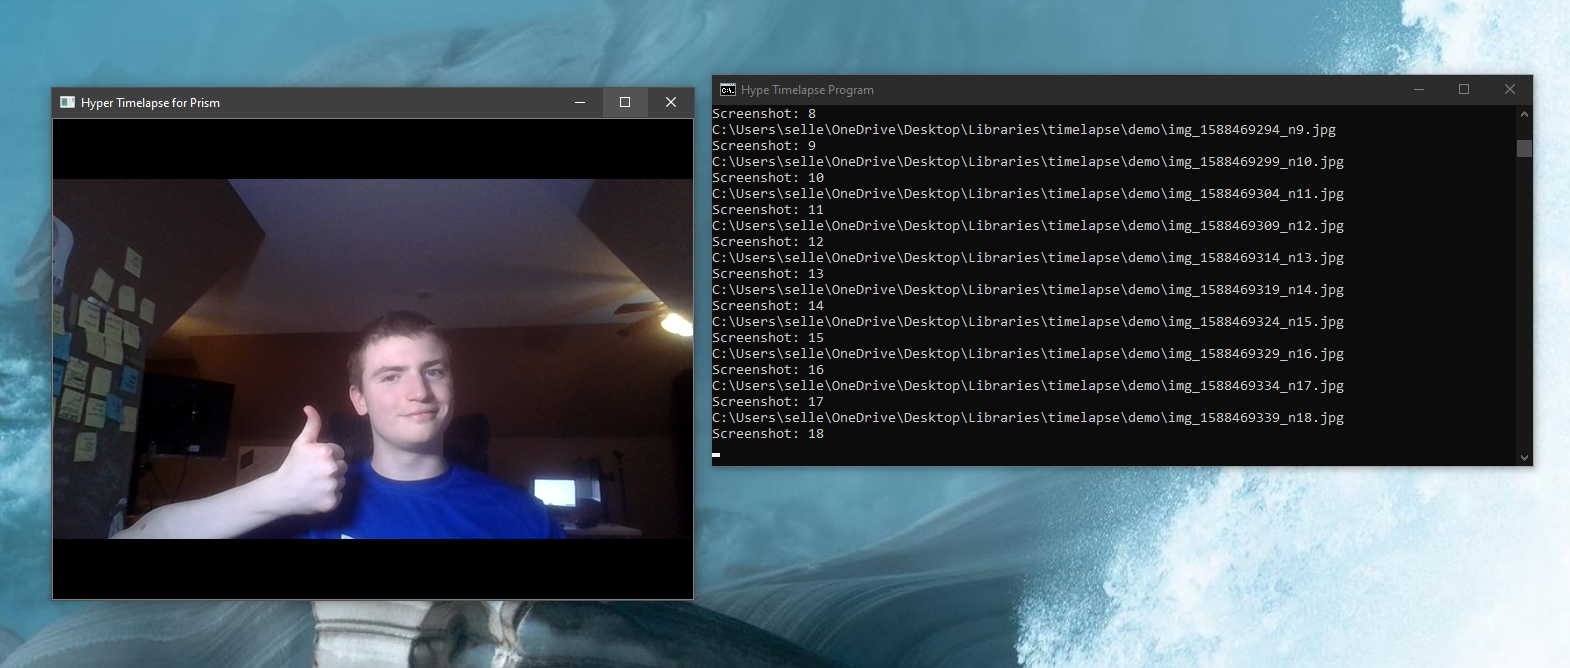 Hyper Timelapse for Prism
Hype Timelapse Program
Screenshot: 8
C:\Users\selle\OneDrive\Desktop\Libraries\timelapse\demo\img_1588469294_n9.jpg
Screenshot: 9
C:\Users\selle\OneDrive\Desktop\Libraries\timelapse\demo\img_1588469299_n10.jpg
Screenshot: 10
C:\Users\selle\OneDrive\Desktop\Libraries\timelapse\demo\img_1588469304_n11.jpg
Screenshot: 11
C:\Users\selle\OneDrive\Desktop\Libraries\timelapse\demo\img_1588469309_n12.jpg
Screenshot: 12
C:\Users\selle\OneDrive\Desktop\Libraries\timelapse\demo\img_1588469314_n13.jpg
Screenshot: 13
C:\Users\selle\OneDrive\Desktop\Libraries\timelapse\demo\img_1588469319_n14.jpg
Screenshot: 14
C:\Users\selle\OneDrive\Desktop\Libraries\timelapse\demo\img_1588469324_n15.jpg
Screenshot: 15
C:\Users\selle\OneDrive\Desktop\Libraries\timelapse\demo\img_1588469329_n16.jpg
Screenshot: 16
C:\Users\selle\OneDrive\Desktop\Libraries\timelapse\demo\img_1588469334_n17.jpg
Screenshot: 17
C:\Users\selle\OneDrive\Desktop\Libraries\timelapse\demo\img_1588469339_n18.jpg
Screenshot: 18